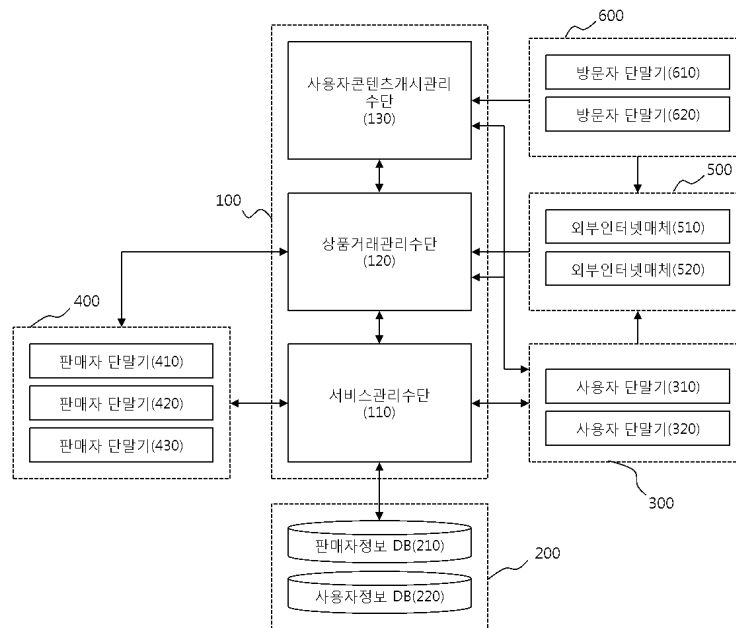 600
사용자콘텐츠개시관리
수단
(130)
방문자 단말기(610)
방문자 단말기(620)
500
100
상품거래관리수단
(120)
외부인터넷매체(510)
외부인터넷매체(520)
400
판매자 단말기(410)
판매자 단말기(420)
판매자 단말기(430)
서비스관리수단
(110)
사용자 단말기(310)
사용자 단말기(320)
300
판매자정보 DB(210)
사용자정보 DB(220)
200